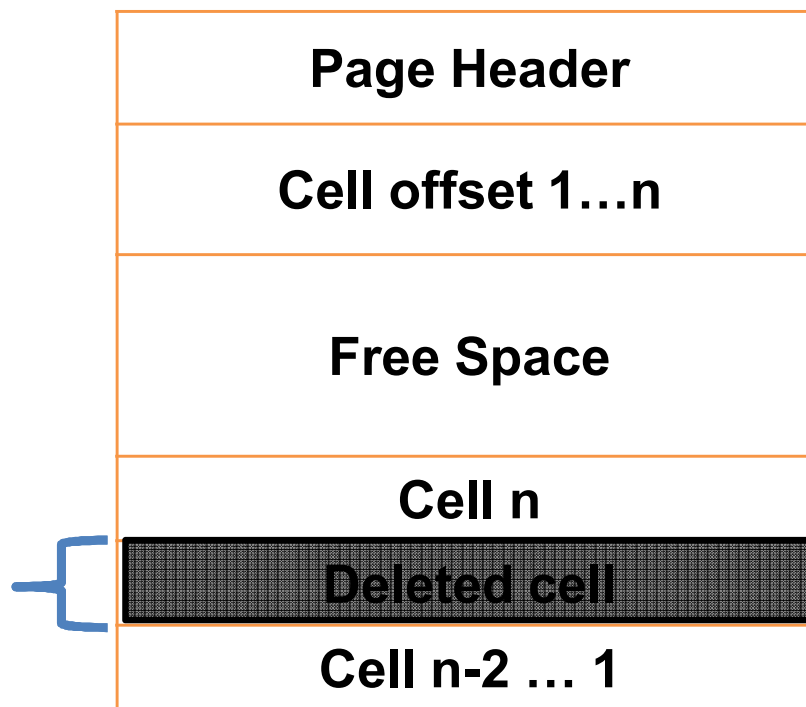 Page Header
Cell offset 1…n
Free Space
Cell n
Deleted cell
Cell n-2 … 1